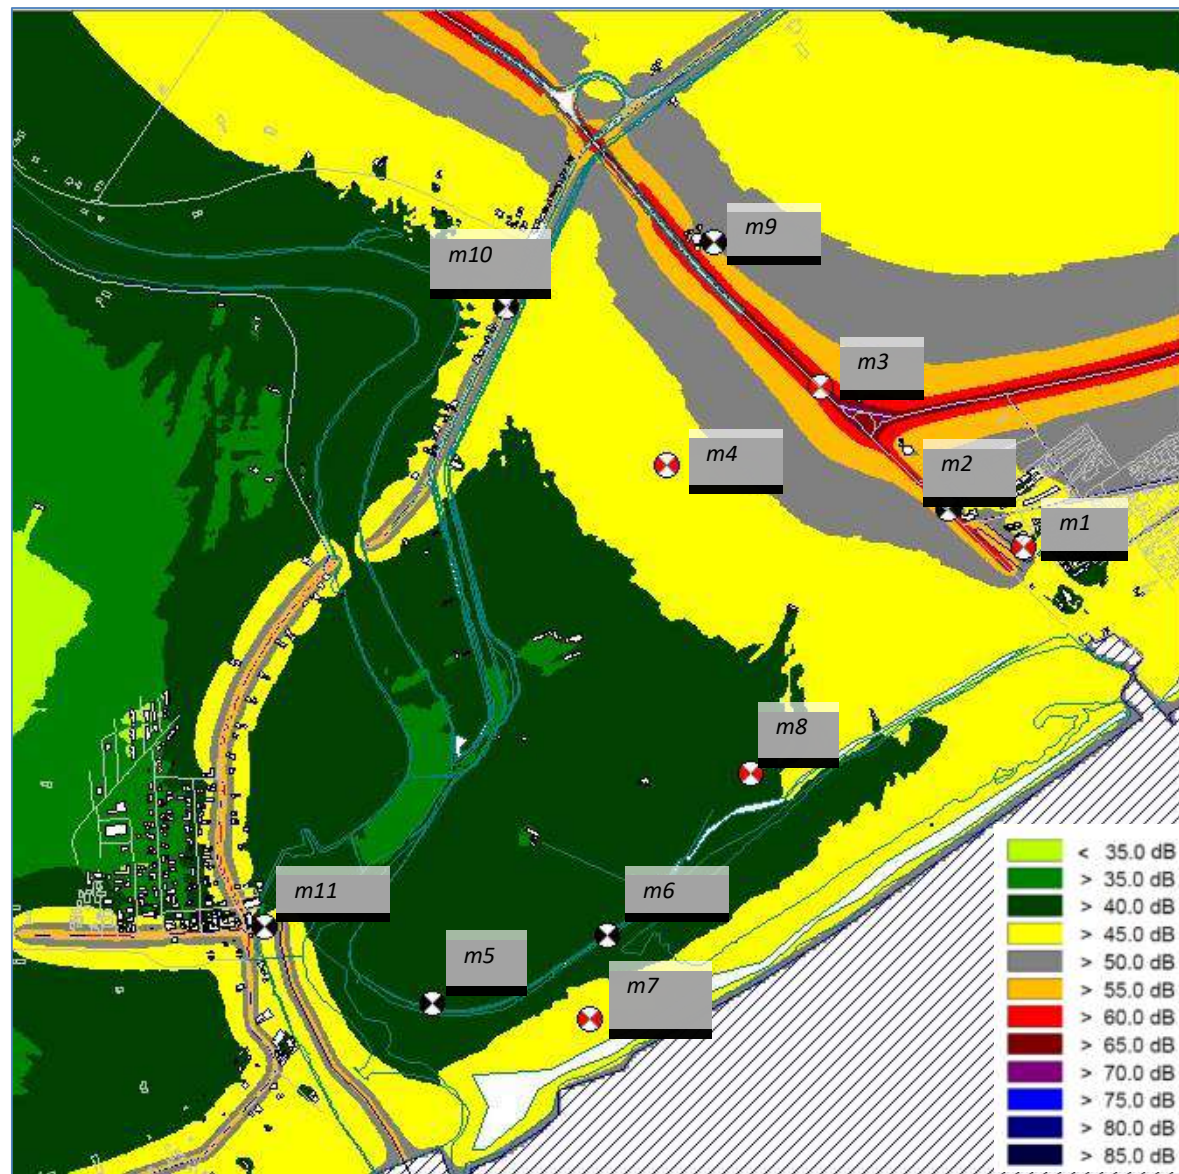 m9
m10
m3
m4
m2
m1
m8
m11
m6
m5
m7
< 35.0 dB
> 35.0 dB
> 40.0 dB
> 45.0 dB
> 50.0 dB
> 55.0 dB
> 60.0 dB
> 65.0 dB
> 70.0 dB
> 75.0 dB
> 80.0 dB
> 85.0 dB